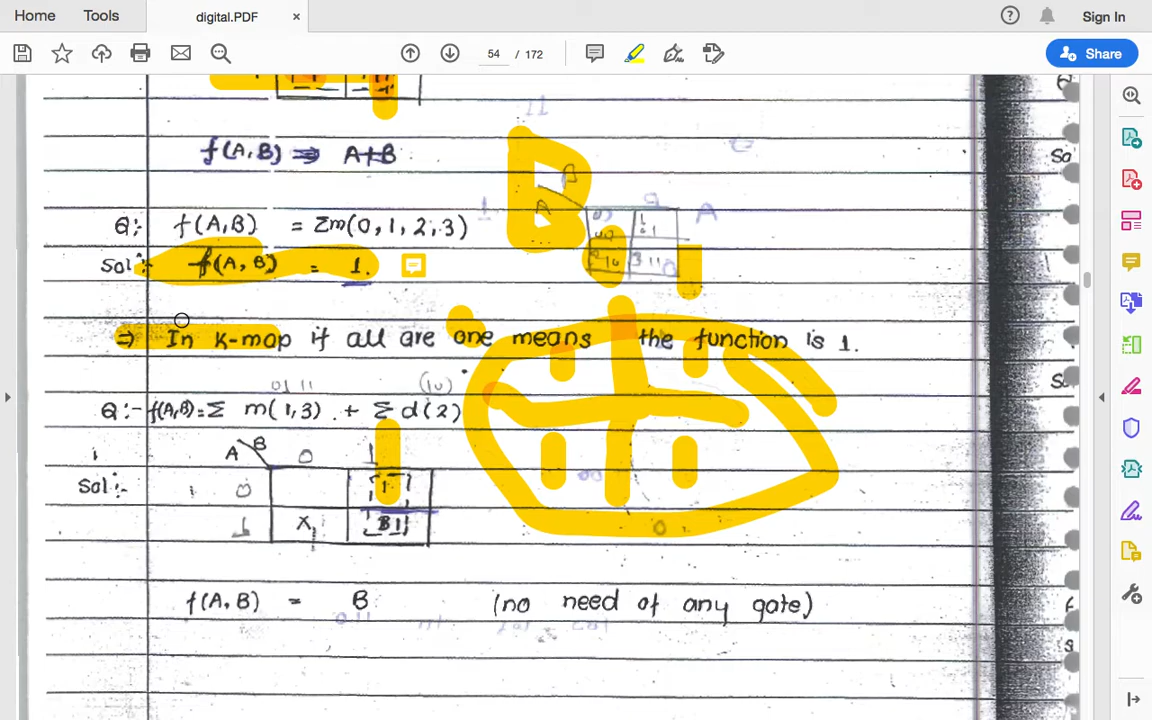 Home Tools digital.PDF × Sign In
54 / 172 Share
f(A,B) ⇒ A+B
B
Q: f(A,B) = Σm(0,1,2,3)
Sol:- f(A,B) = 1.
⇒ In K-map if all are one means the function is 1.
Q:- f(A,B)= Σ m(1,3) + Σ d(2)
A B 0 1
Sol:- 0 1
1 X 1
f(A,B) = B (no need of any gate)